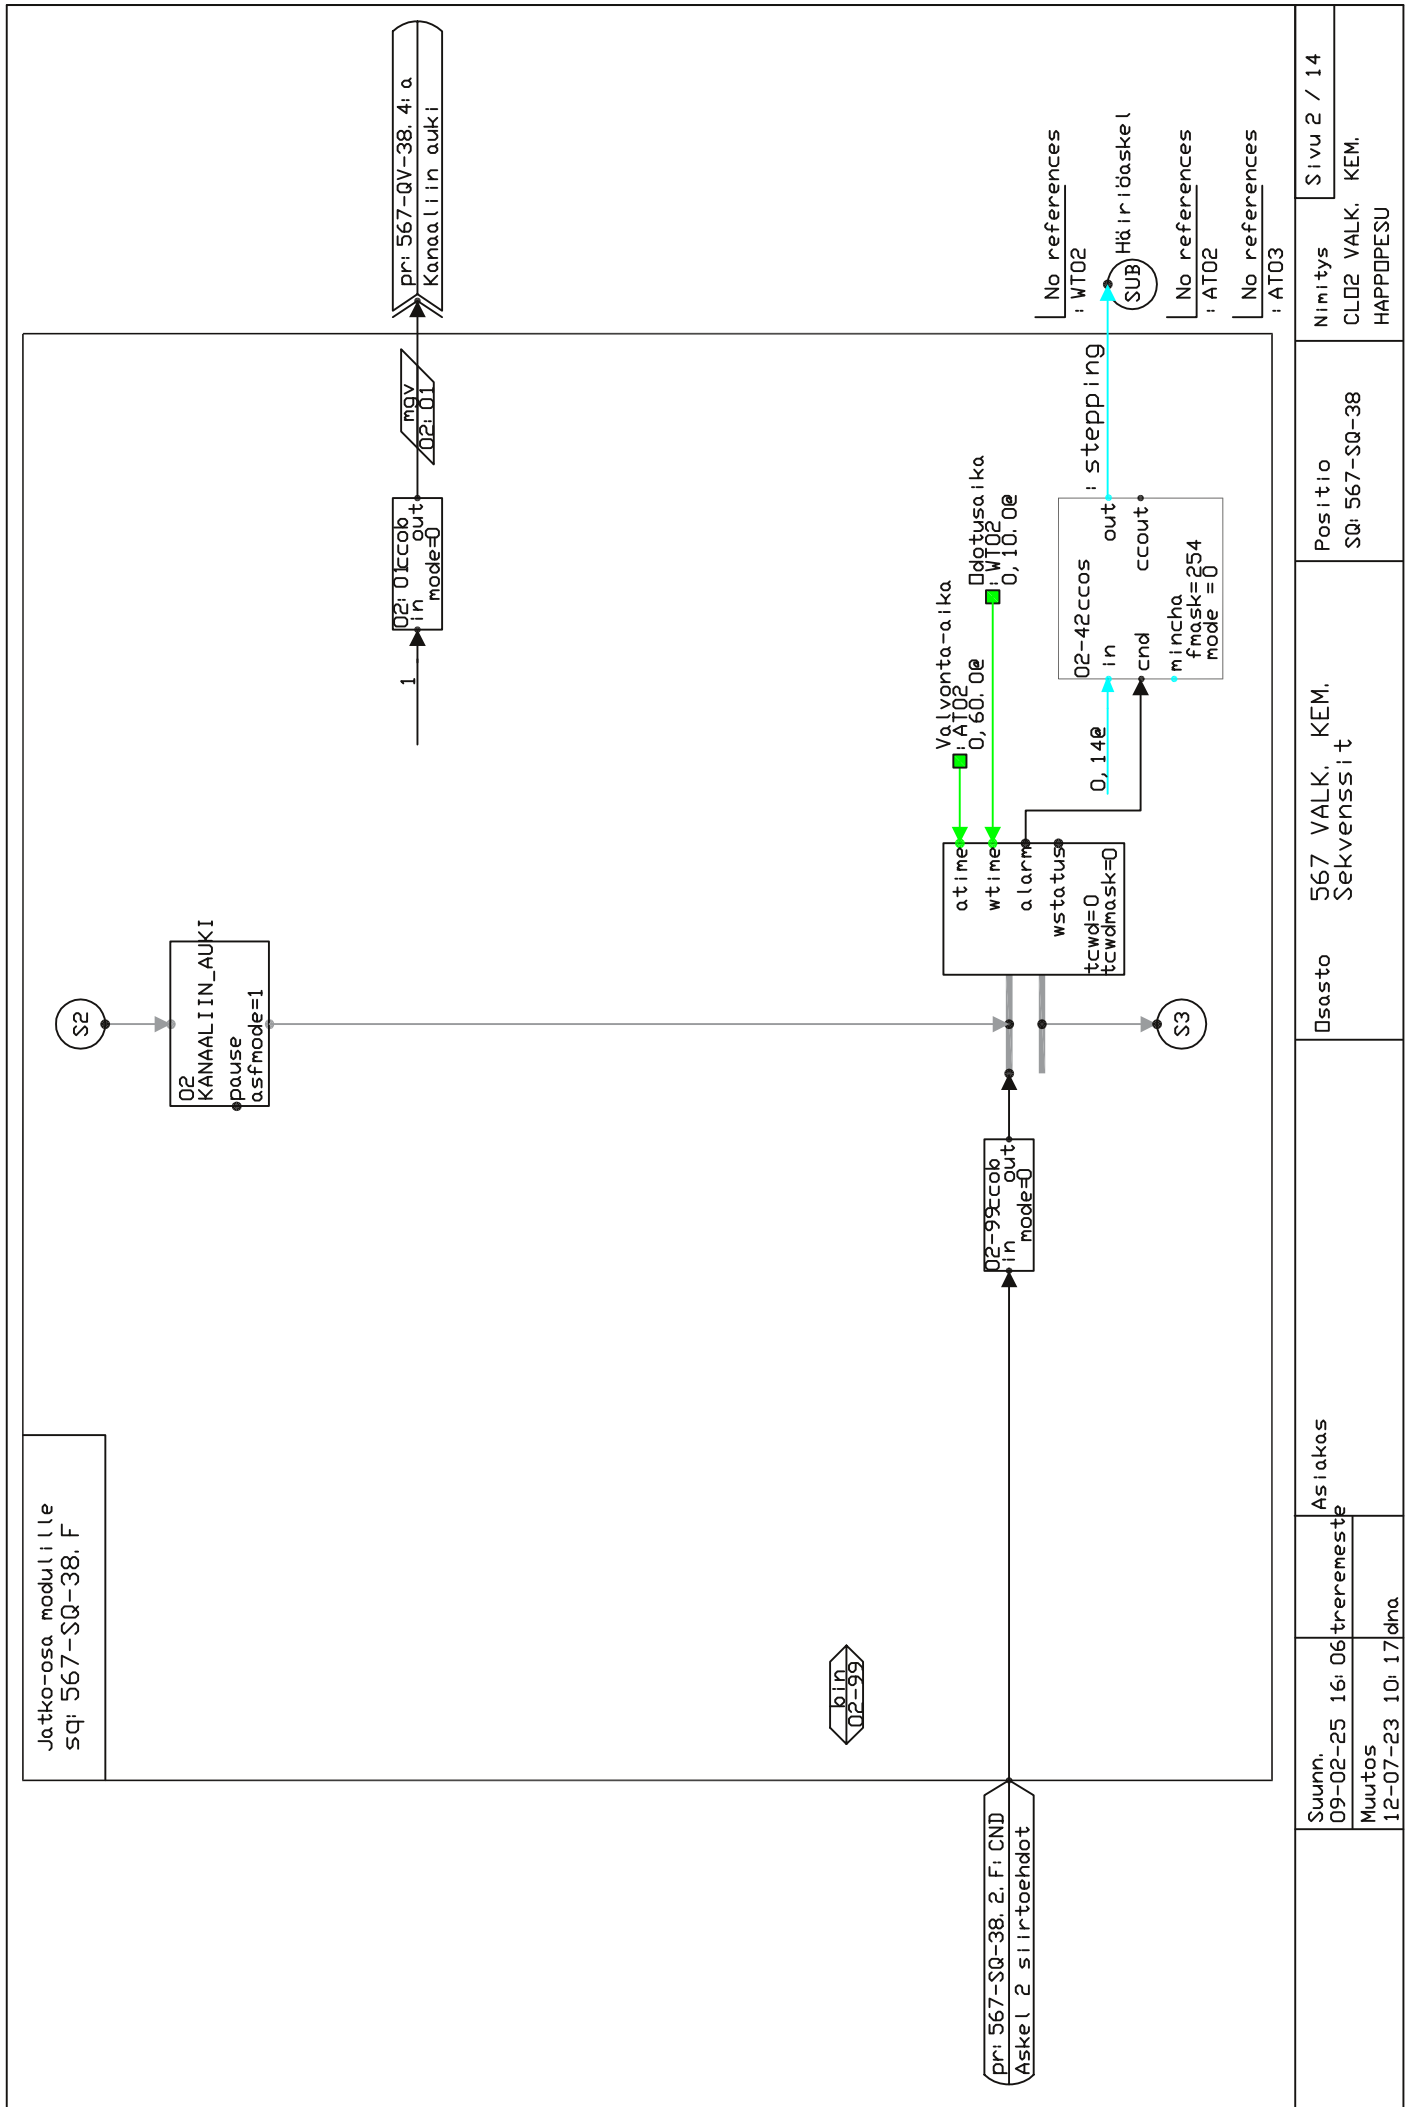 Jatko-osa modulille
sq: 567-SQ-38. F
S2
02
KANAALIIN_AUKI
pause
asfmode=1
1
02: 01ccob
in out
mode=0
mgv
02: 01
pr: 567-QV-38. 4: a
Kanaaliin auki
bin
02-99
pr: 567-SQ-38. 2. F: CND
Askel 2 siirtoehdot
02-99ccob
in out
mode=0
atime
wtime
alarm
wstatus
tcwd=0
tcwdmask=0
S3
Valvonta-aika
: AT02
0, 60. 0@
Odotusaika
: WT02
0, 10. 0@
0, 14@
02-42ccos
in out
cnd ccout
mincha
fmask=254
mode =0
: stepping
No references
: WT02
SUB
Häiriöaskel
No references
: AT02
No references
: AT03
Suunn.
09-02-25 16: 06
treremeste
Muutos
12-07-23 10: 17
dna
Asiakas
Osasto
567 VALK. KEM.
Sekvenssit
Positio
SQ: 567-SQ-38
Nimitys
CLO2 VALK. KEM.
HAPPOPESU
Sivu 2 / 14